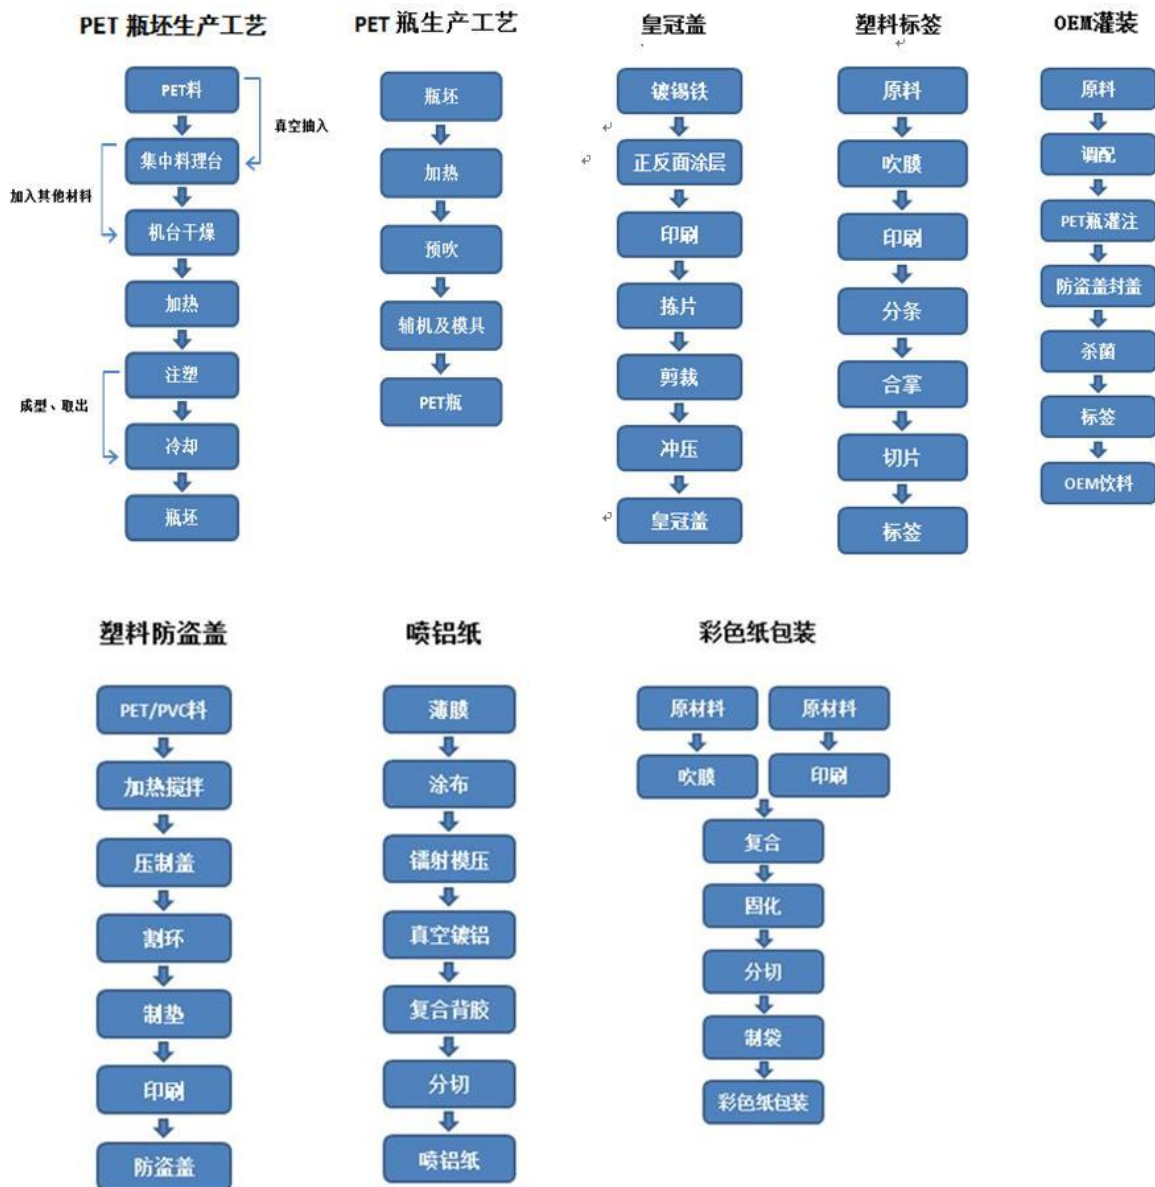 PET 瓶坯生产工艺
PET料
真空抽入
集中料理台
加入其他材料
机台干燥
加热
注塑
成型、取出
冷却
瓶坯
PET 瓶生产工艺
瓶坯
加热
预吹
辅机及模具
PET瓶
皇冠盖
镀锡铁
正反面涂层
印刷
拣片
剪裁
冲压
皇冠盖
塑料标签
原料
吹膜
印刷
分条
合掌
切片
标签
OEM灌装
原料
调配
PET瓶灌注
防盗盖封盖
杀菌
标签
OEM饮料
塑料防盗盖
PET/PVC料
加热搅拌
压制盖
割环
制垫
印刷
防盗盖
喷铝纸
薄膜
涂布
镭射模压
真空镀铝
复合背胶
分切
喷铝纸
彩色纸包装
原材料
原材料
吹膜
印刷
复合
固化
分切
制袋
彩色纸包装